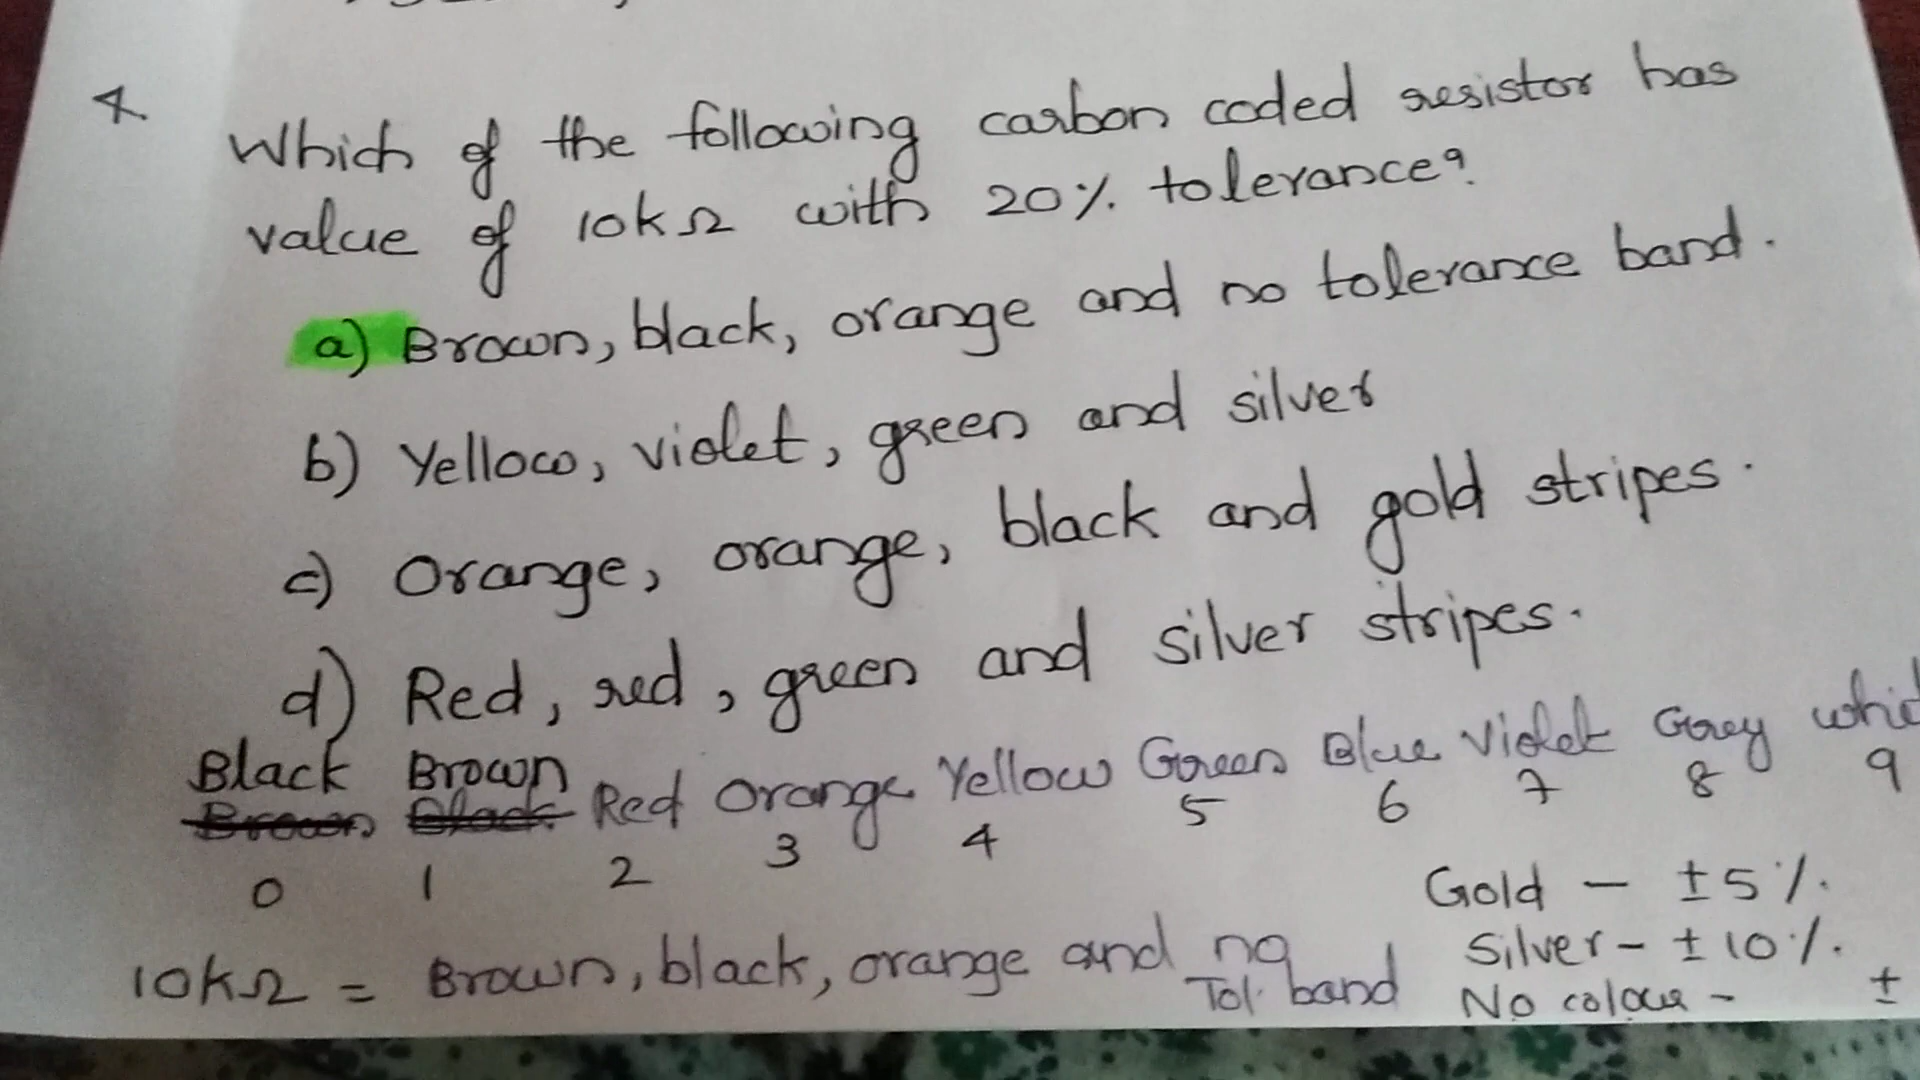 4
Which of the following carbon coded resistor has
value of 10kΩ with 20% tolerance?
a) Brown, black, orange and no tolerance band.
b) Yellow, violet, green and silver
c) Orange, orange, black and gold stripes.
d) Red, red, green and silver stripes.
Black Brown
Brown Black Red Orange Yellow Green Blue Violet Grey
0 1 2 3 4 5 6 7 8 9
Gold - ±5%.
10kΩ = Brown, black, orange and no Tol. band
Silver - ±10%.
No colour - ±